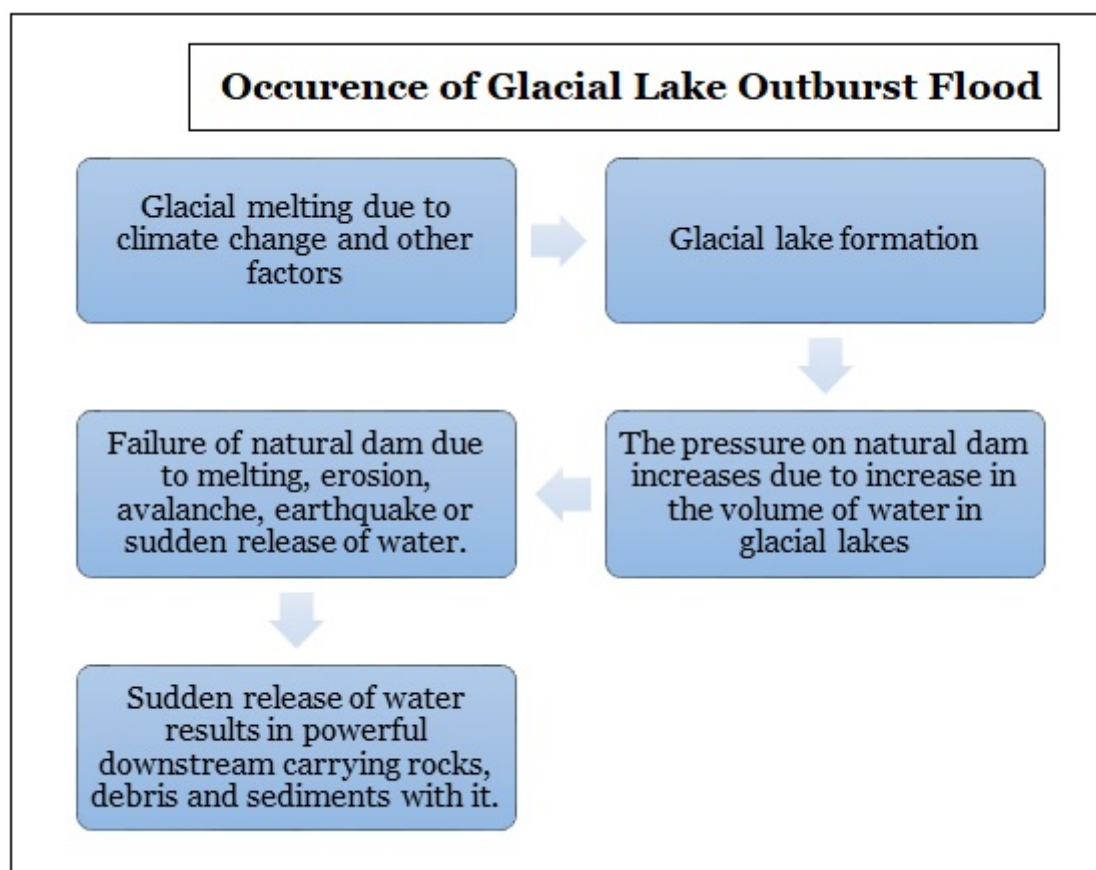 Occurence of Glacial Lake Outburst Flood
Glacial melting due to
climate change and other
factors
Glacial lake formation
The pressure on natural dam
increases due to increase in
the volume of water in
glacial lakes
Failure of natural dam due
to melting, erosion,
avalanche, earthquake or
sudden release of water.
Sudden release of water
results in powerful
downstream carrying rocks,
debris and sediments with it.